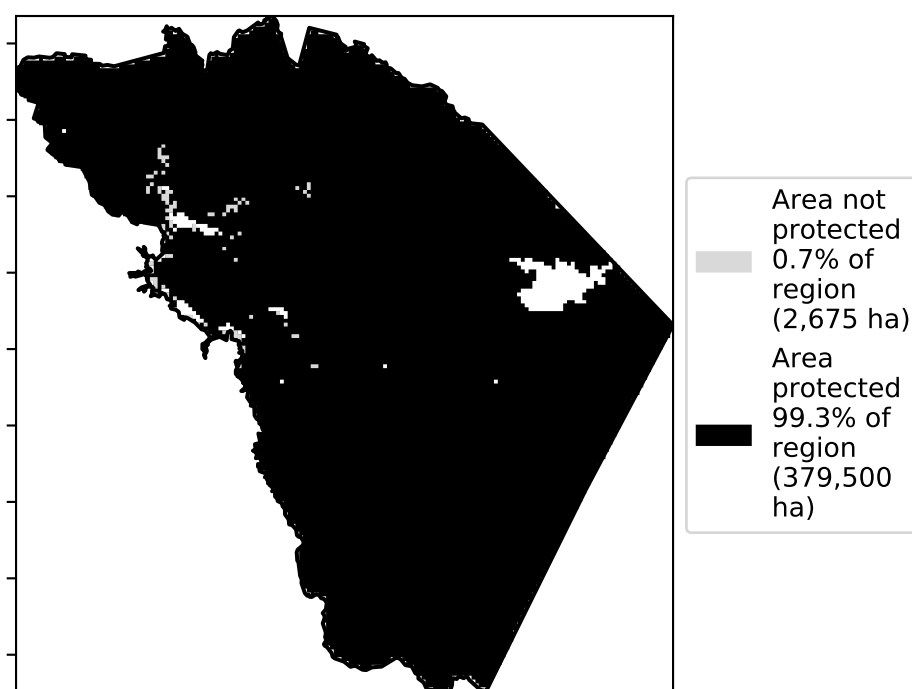 Area not
protected
0.7% of
region
(2,675 ha)
Area
protected
99.3% of
region
(379,500
ha)